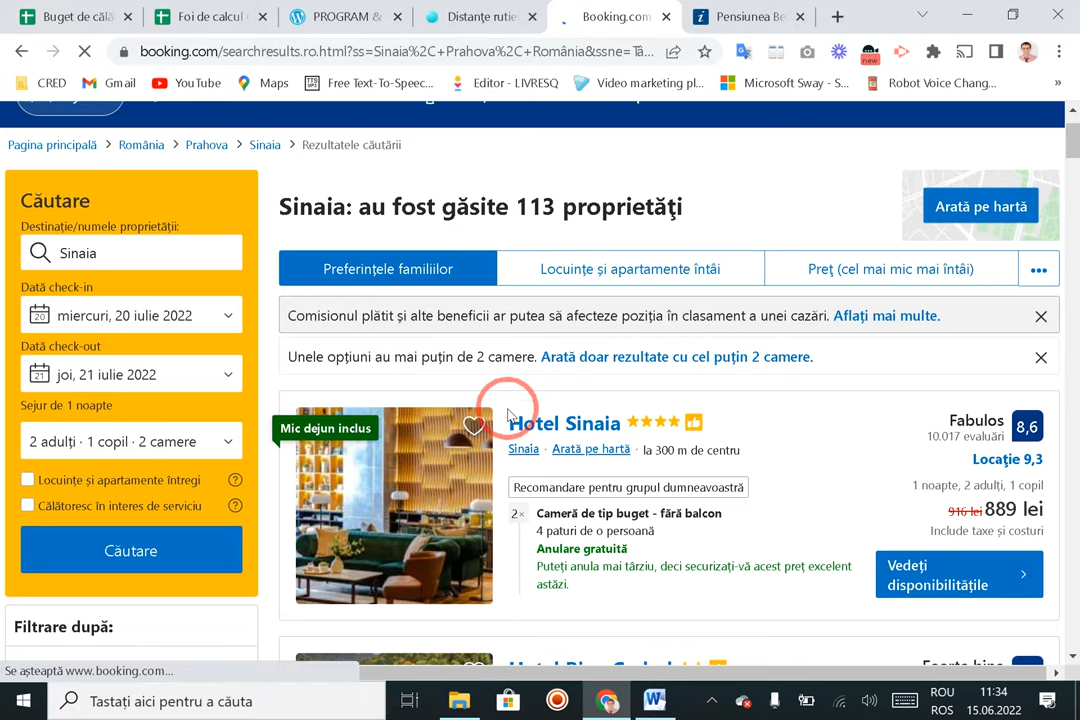 Buget de călă
Foi de calcul
PROGRAM &
Distanțe rutie
Booking.com
Pensiunea Be
booking.com/searchresults.ro.html?ss=Sinaia%2C+Prahova%2C+România&ssne=Tâ...
new
CRED
Gmail
YouTube
Maps
Free Text-To-Speec...
Editor - LIVRESQ
Video marketing pl...
Microsoft Sway - S...
Robot Voice Chang...
»
Pagina principală > România > Prahova > Sinaia > Rezultatele căutării
Căutare
Destinație/numele proprietății:
Sinaia
Dată check-in
20
miercuri, 20 iulie 2022
Dată check-out
21
joi, 21 iulie 2022
Sejur de 1 noapte
2 adulți · 1 copil · 2 camere
Locuințe și apartamente întregi
Călătoresc în interes de serviciu
Căutare
Filtrare după:
Sinaia: au fost găsite 113 proprietăți
Arată pe hartă
Preferințele familiilor
Locuințe și apartamente întâi
Preț (cel mai mic mai întâi)
Comisionul plătit și alte beneficii ar putea să afecteze poziția în clasament a unei cazări. Aflați mai multe.
Unele opțiuni au mai puțin de 2 camere. Arată doar rezultate cu cel puțin 2 camere.
Mic dejun inclus
Hotel Sinaia
Sinaia · Arată pe hartă · la 300 m de centru
Recomandare pentru grupul dumneavoastră
2× Cameră de tip buget - fără balcon
4 paturi de o persoană
Anulare gratuită
Puteți anula mai târziu, deci securizați-vă acest preț excelent
astăzi.
Fabulos
10.017 evaluări
8,6
Locație 9,3
1 noapte, 2 adulți, 1 copil
916 lei 889 lei
Include taxe și costuri
Vedeți
disponibilitățile
Se așteaptă www.booking.com...
Tastați aici pentru a căuta
ROU
ROS
11:34
15.06.2022